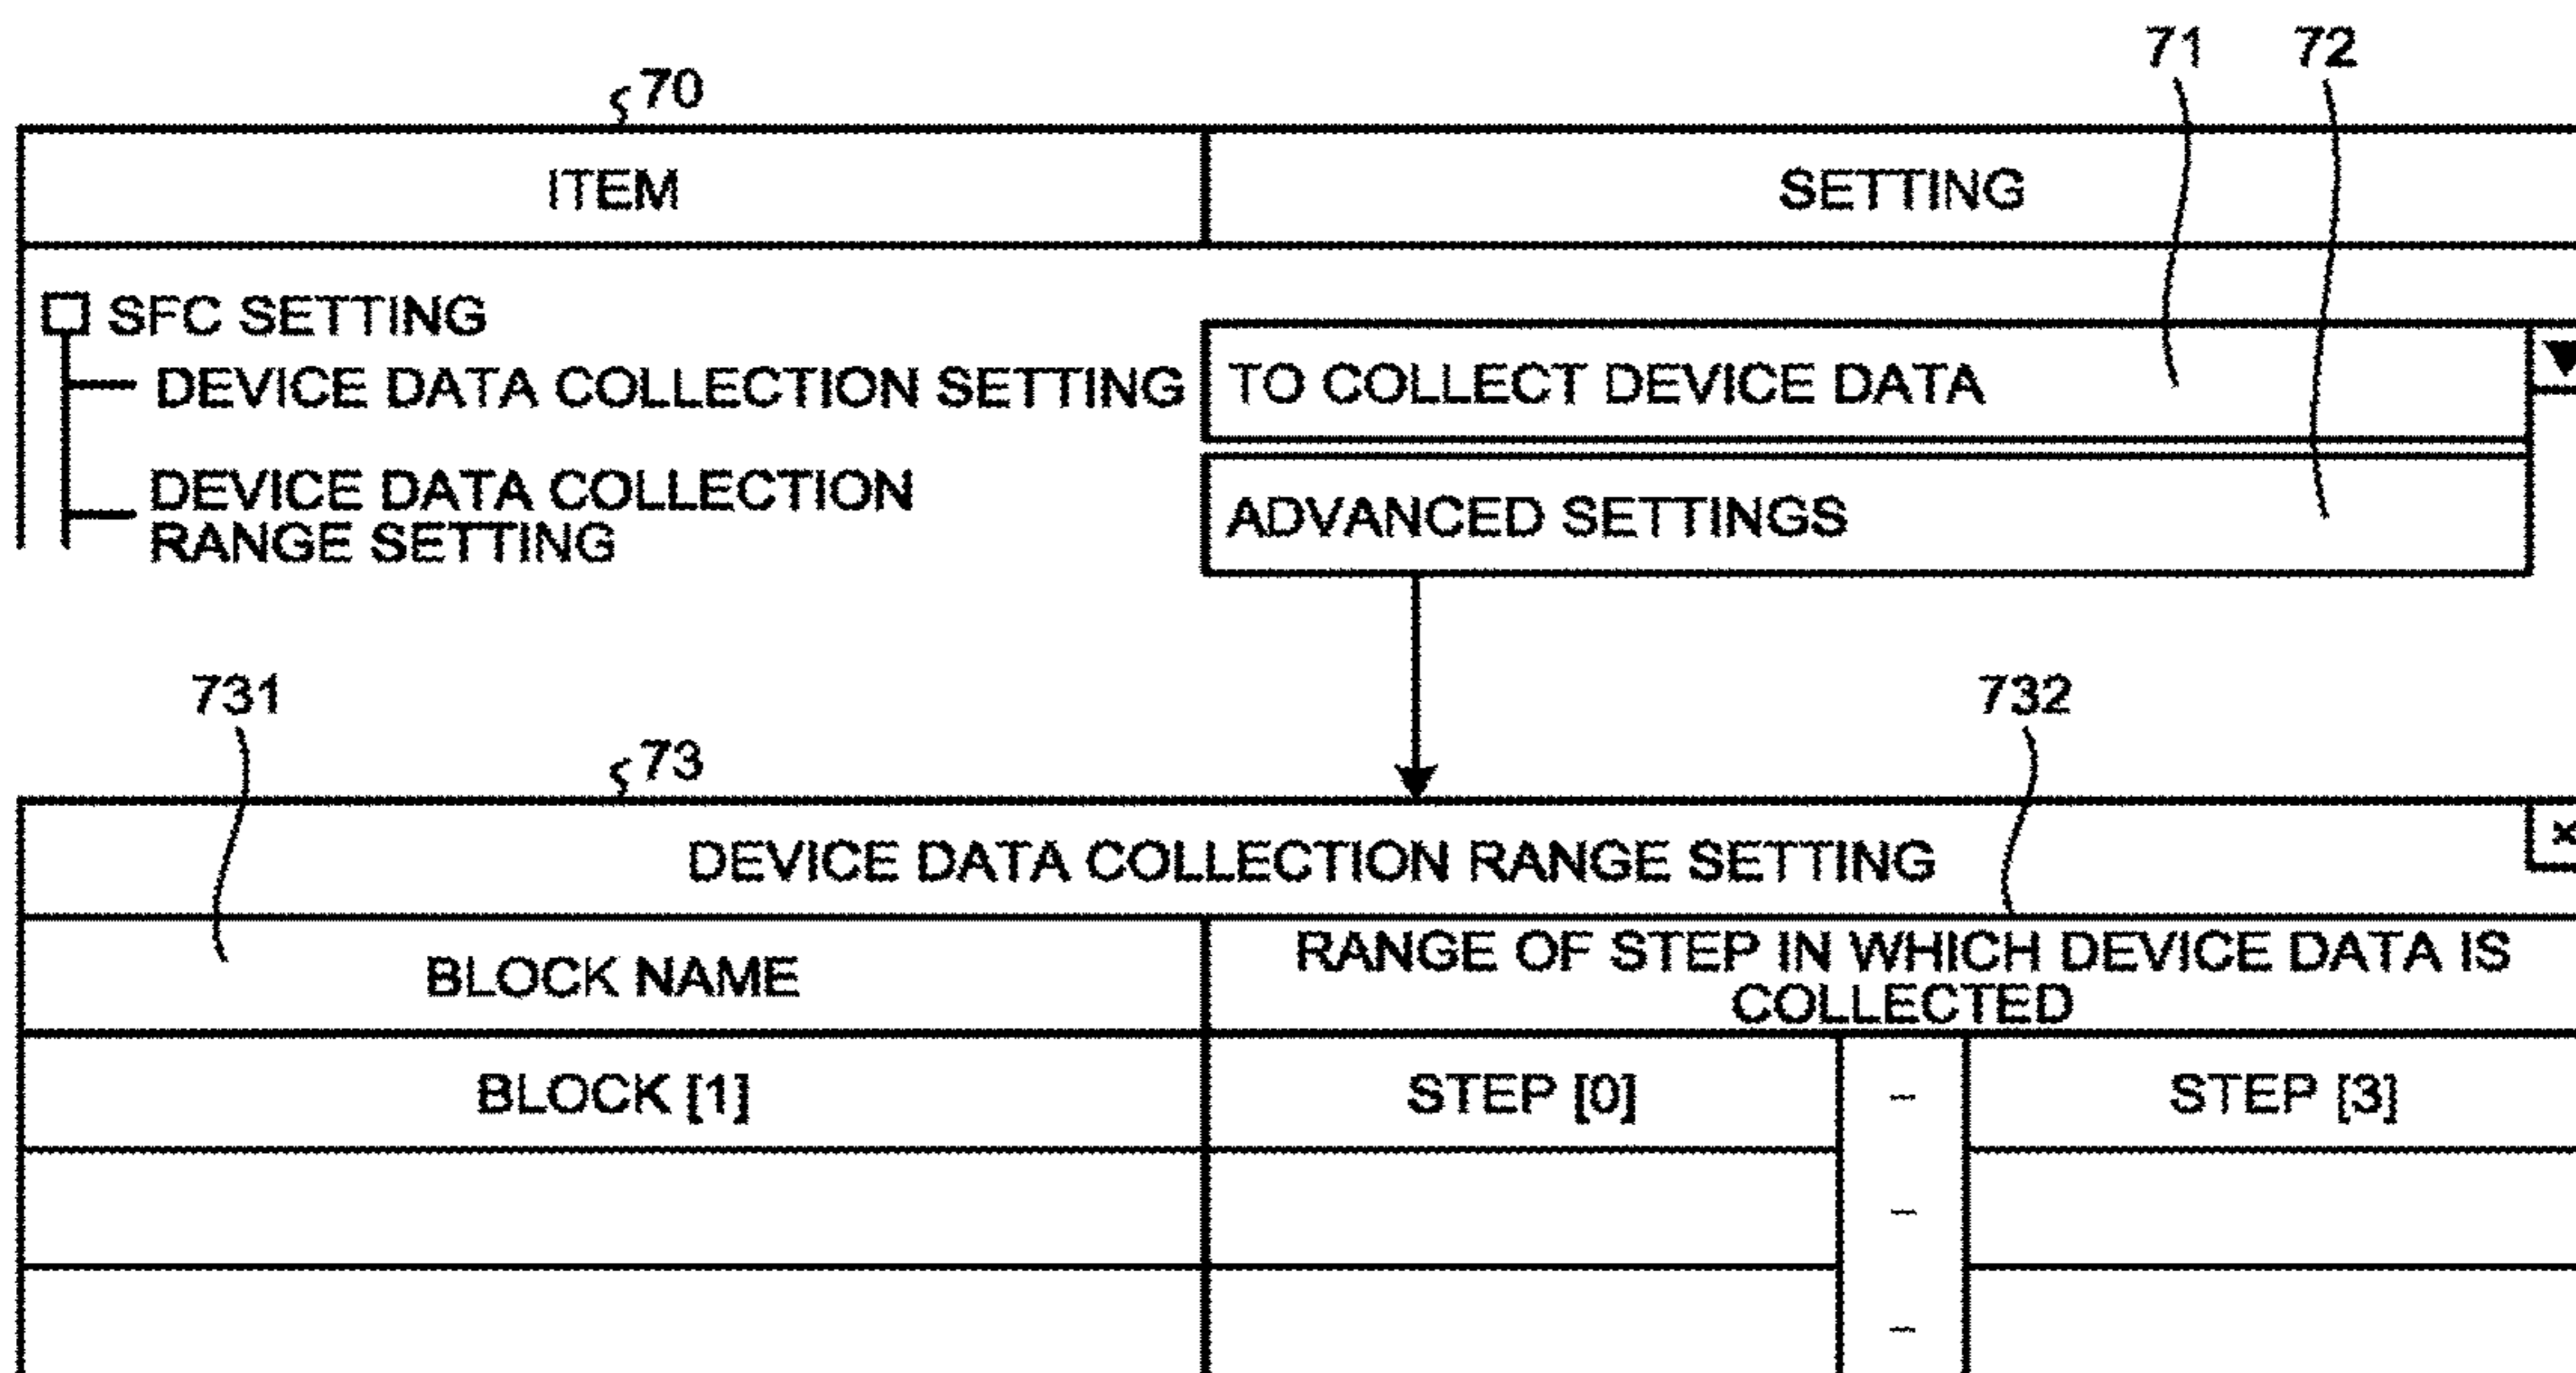 71 72
70
ITEM SETTING
SFC SETTING
DEVICE DATA COLLECTION SETTING TO COLLECT DEVICE DATA ▼
DEVICE DATA COLLECTION
RANGE SETTING
ADVANCED SETTINGS
731 732
73
DEVICE DATA COLLECTION RANGE SETTING ×
BLOCK NAME
RANGE OF STEP IN WHICH DEVICE DATA IS
COLLECTED
BLOCK [1] STEP [0] – STEP [3]
–
–